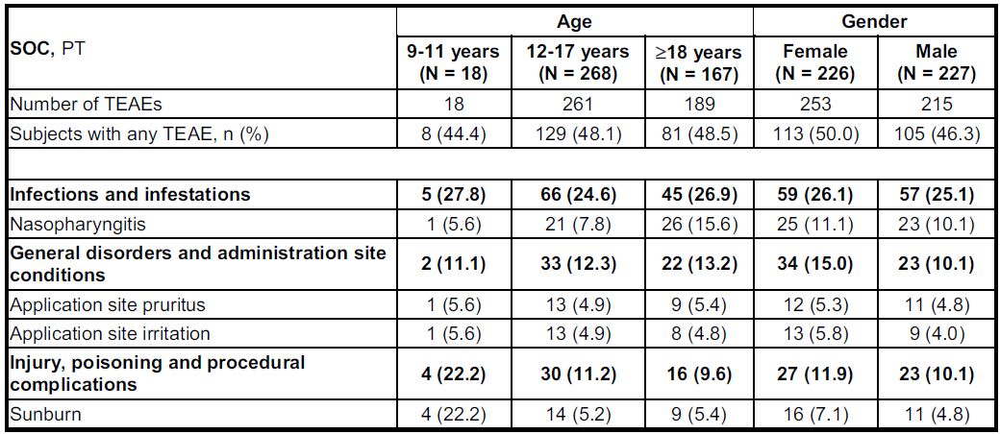 SOC, PT Age Gender
9-11 years (N = 18) 12-17 years (N = 268) ≥18 years (N = 167) Female (N = 226) Male (N = 227)
Number of TEAEs 18 261 189 253 215
Subjects with any TEAE, n (%) 8 (44.4) 129 (48.1) 81 (48.5) 113 (50.0) 105 (46.3)
Infections and infestations 5 (27.8) 66 (24.6) 45 (26.9) 59 (26.1) 57 (25.1)
Nasopharyngitis 1 (5.6) 21 (7.8) 26 (15.6) 25 (11.1) 23 (10.1)
General disorders and administration site conditions 2 (11.1) 33 (12.3) 22 (13.2) 34 (15.0) 23 (10.1)
Application site pruritus 1 (5.6) 13 (4.9) 9 (5.4) 12 (5.3) 11 (4.8)
Application site irritation 1 (5.6) 13 (4.9) 8 (4.8) 13 (5.8) 9 (4.0)
Injury, poisoning and procedural complications 4 (22.2) 30 (11.2) 16 (9.6) 27 (11.9) 23 (10.1)
Sunburn 4 (22.2) 14 (5.2) 9 (5.4) 16 (7.1) 11 (4.8)